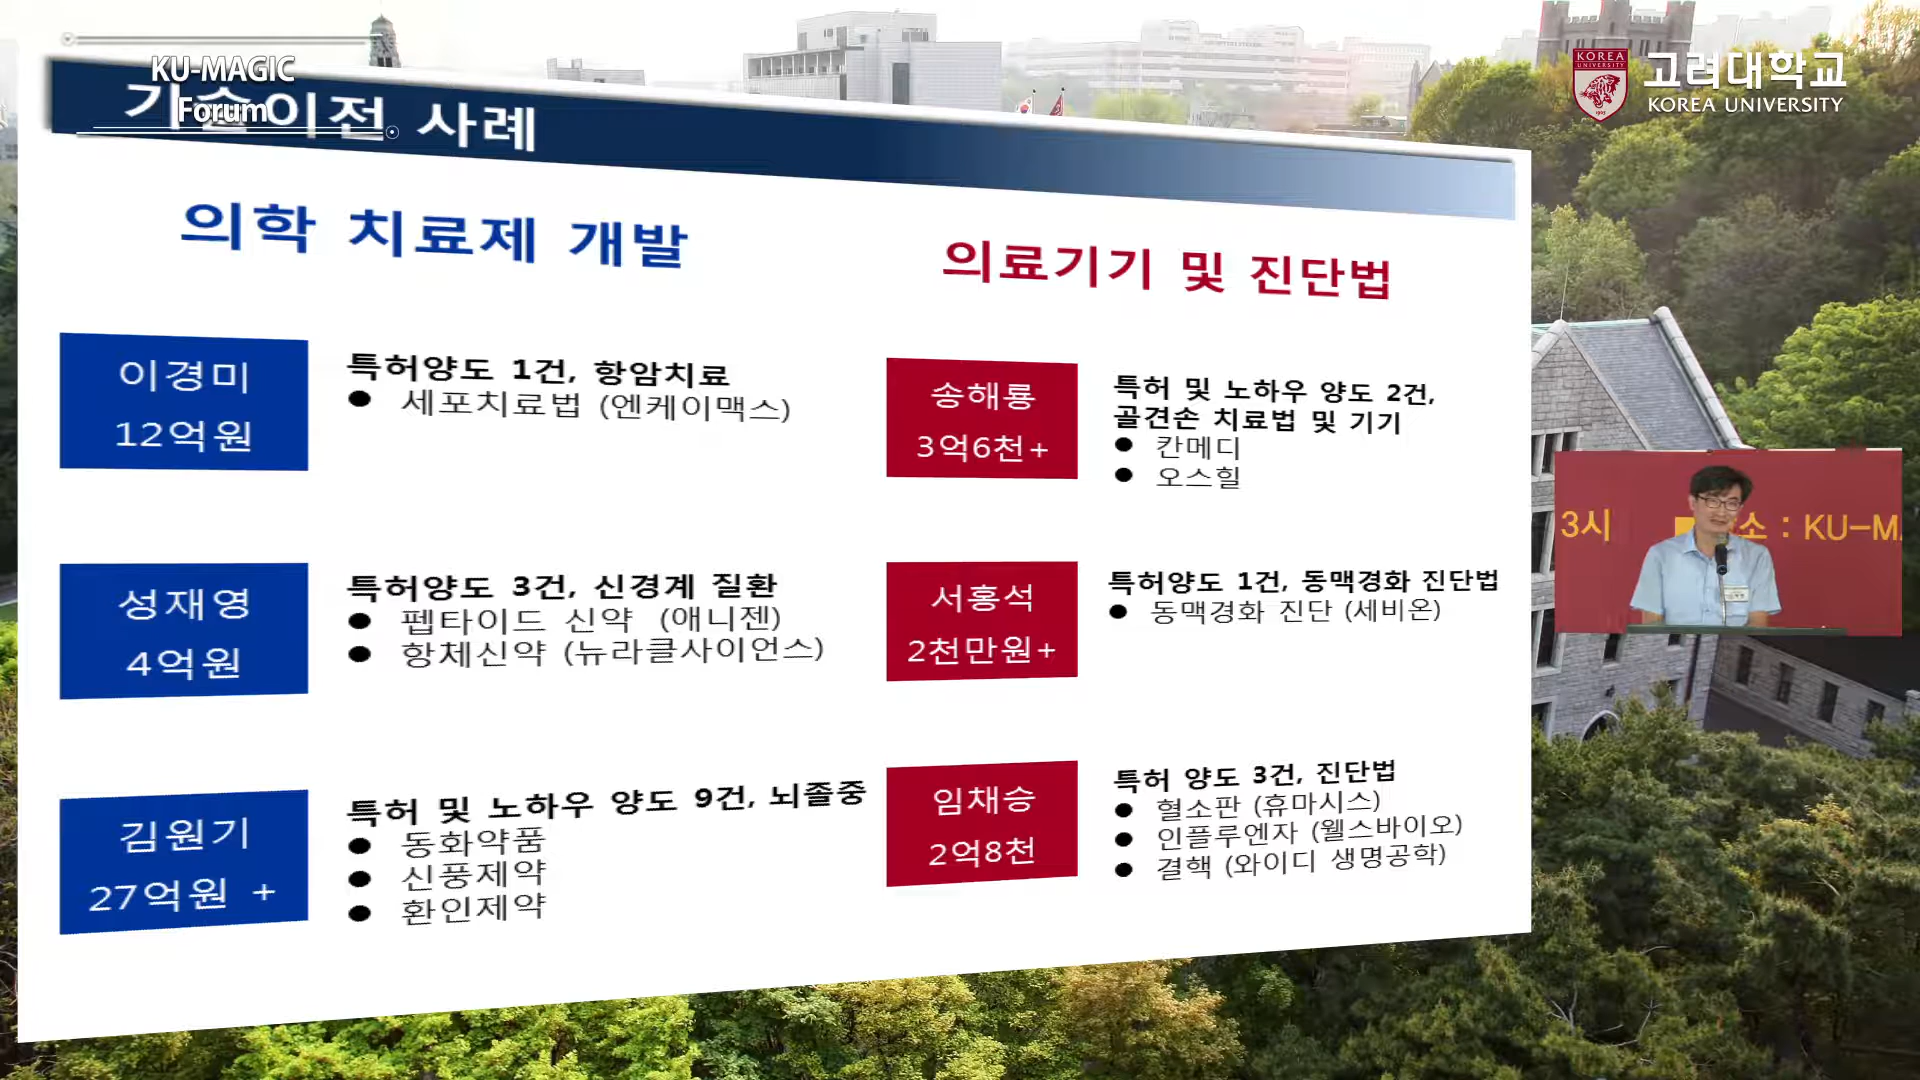 KU-MAGIC
Forum
기술이전 사례
KOREA
UNIVERSITY
1905
고려대학교
KOREA UNIVERSITY
의학 치료제 개발
이경미
12억원
특허양도 1건, 항암치료
● 세포치료법 (엔케이맥스)
성재영
4억원
특허양도 3건, 신경계 질환
● 펩타이드 신약 (애니젠)
● 항체신약 (뉴라클사이언스)
김원기
27억원 +
특허 및 노하우 양도 9건, 뇌졸중
● 동화약품
● 신풍제약
● 환인제약
의료기기 및 진단법
송해룡
3억6천+
특허 및 노하우 양도 2건,
골견손 치료법 및 기기
● 칸메디
● 오스힐
서홍석
2천만원+
특허양도 1건, 동맥경화 진단법
● 동맥경화 진단 (세비온)
임채승
2억8천
특허 양도 3건, 진단법
● 혈소판 (휴마시스)
● 인플루엔자 (웰스바이오)
● 결핵 (와이디 생명공학)
3시 소 : KU-MA